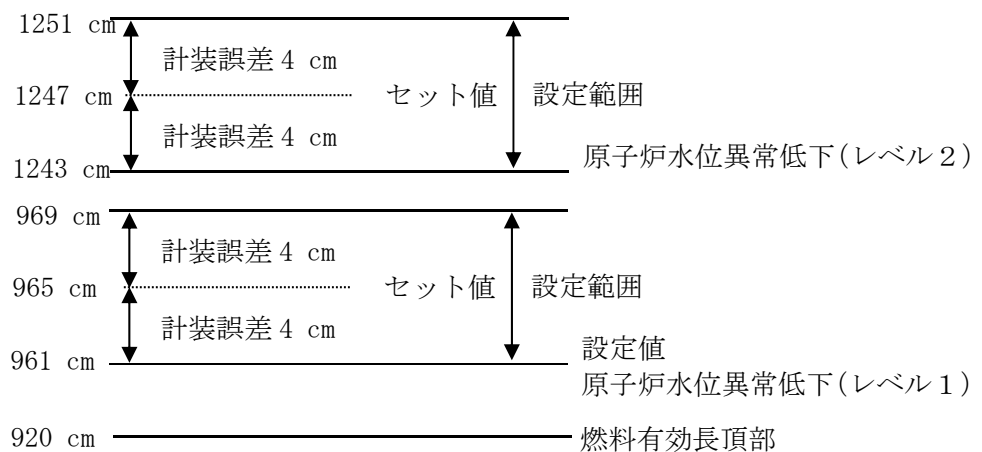 1251 cm
計装誤差4 cm
1247 cm セット値 設定範囲
計装誤差4 cm
1243 cm 原子炉水位異常低下(レベル2)
969 cm
計装誤差4 cm
965 cm セット値 設定範囲
計装誤差4 cm
961 cm 設定値
原子炉水位異常低下(レベル1)
920 cm 燃料有効長頂部